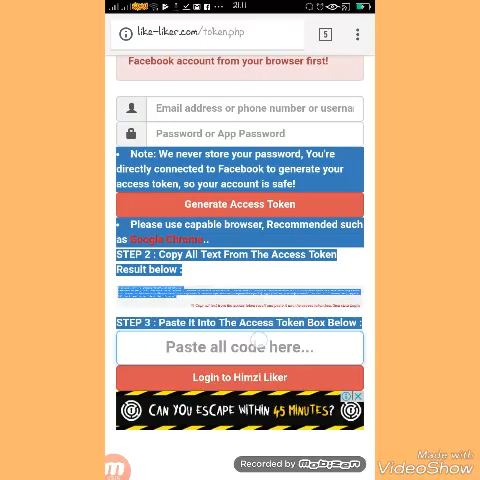 21:11
like-liker.com/token.php
5
Facebook account from your browser first!
Email address or phone number or userna
Password or App Password
• Note: We never store your password, You're
directly connected to Facebook to generate your
access token, so your account is safe!
Generate Access Token
• Please use capable browser, Recommended such
as Google Chrome..
STEP 2 : Copy All Text From The Access Token
Result below :
STEP 3 : Paste It Into The Access Token Box Below :
Paste all code here...
Login to Himzi Liker
CAN YOU ESCAPE WITHIN 45 MINUTES?
Recorded by mobizen
Made with
VideoShow